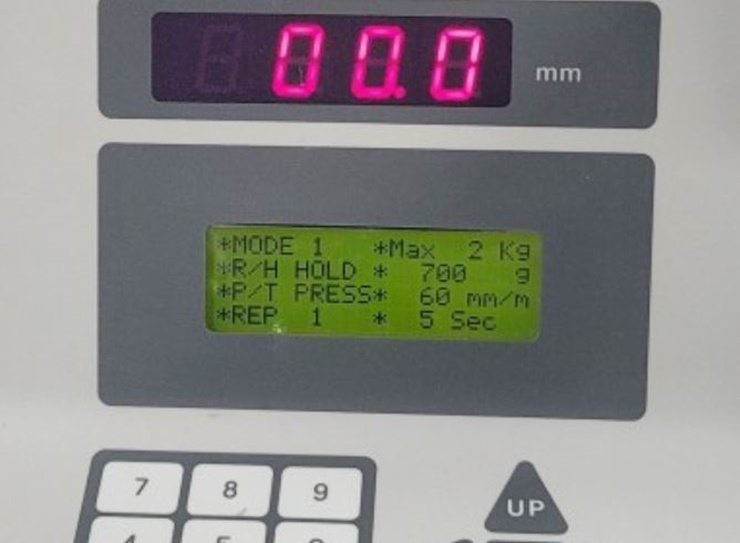 00.0 mm
*MODE 1 *Max 2 Kg
*R/H HOLD * 700 g
*P/T PRESS* 60 mm/m
*REP 1 * 5 Sec
7 8 9
UP